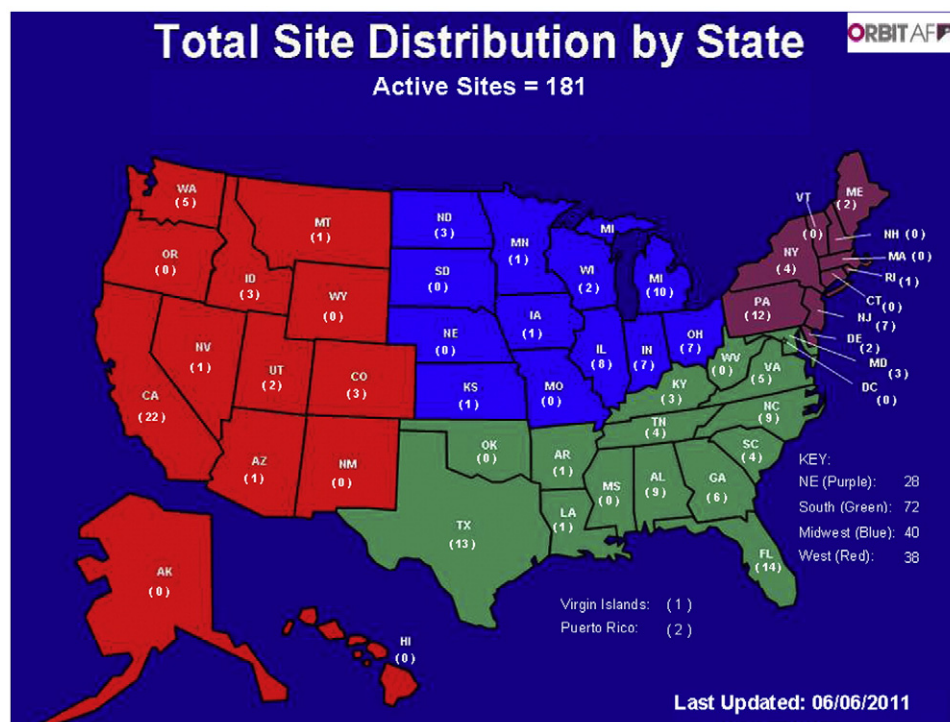 Total Site Distribution by State
ORBIT AF
Active Sites = 181
WA
(5)
OR
(0)
CA
(22)
NV
(1)
ID
(3)
MT
(1)
WY
(0)
UT
(2)
CO
(3)
AZ
(1)
NM
(0)
AK
(0)
HI
(0)
ND
(3)
SD
(0)
NE
(0)
KS
(1)
MN
(1)
IA
(1)
MO
(0)
WI
(2)
IL
(8)
MI
MI
(10)
IN
(7)
OH
(7)
TX
(13)
OK
(0)
AR
(1)
LA
(1)
MS
(0)
AL
(9)
TN
(4)
KY
(3)
GA
(6)
FL
(14)
SC
(4)
NC
(9)
VA
(5)
WV
(0)
PA
(12)
NY
(4)
VT
(0)
ME
(2)
NH (0)
MA (0)
RI (1)
CT (0)
NJ (7)
DE (2)
MD (3)
DC (0)
KEY:
NE (Purple): 28
South (Green): 72
Midwest (Blue): 40
West (Red): 38
Virgin Islands: (1)
Puerto Rico: (2)
Last Updated: 06/06/2011